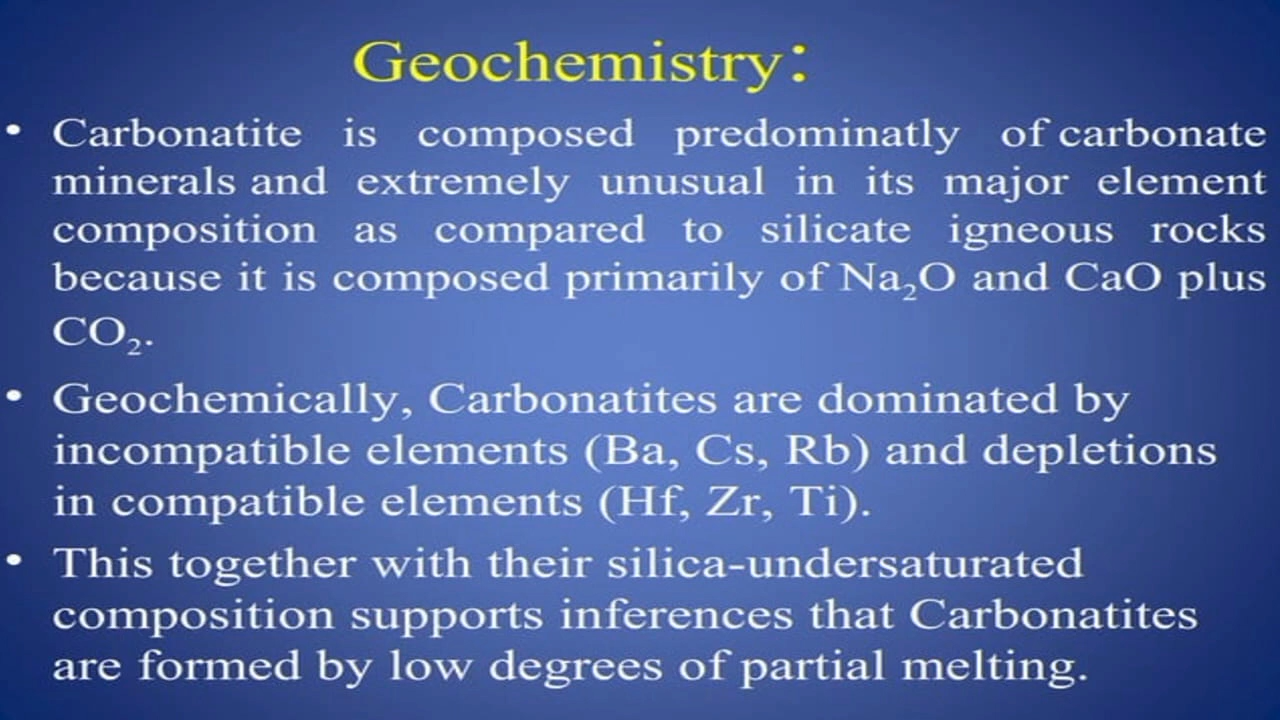 Geochemistry:
• Carbonatite is composed predominatly of carbonate
minerals and extremely unusual in its major element
composition as compared to silicate igneous rocks
because it is composed primarily of Na₂O and CaO plus
CO₂.
• Geochemically, Carbonatites are dominated by
incompatible elements (Ba, Cs, Rb) and depletions
in compatible elements (Hf, Zr, Ti).
• This together with their silica-undersaturated
composition supports inferences that Carbonatites
are formed by low degrees of partial melting.